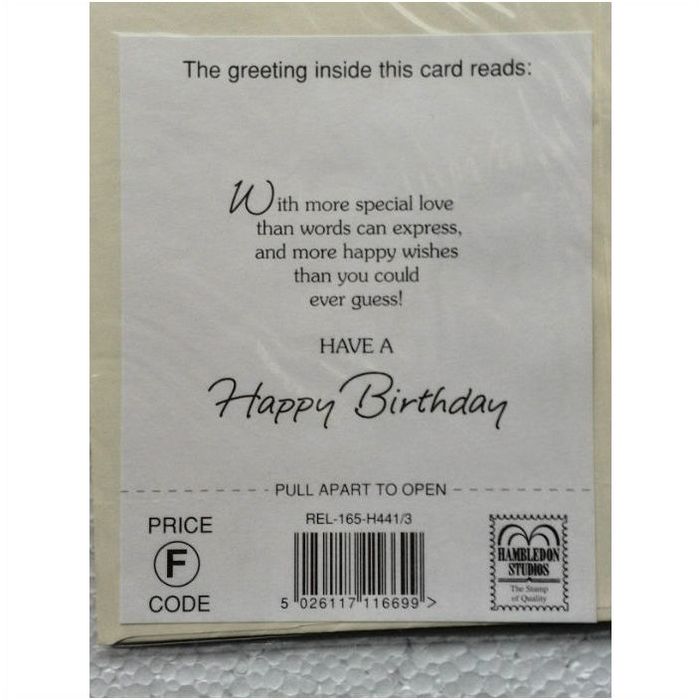 The greeting inside this card reads:
With more special love
than words can express,
and more happy wishes
than you could
ever guess!
HAVE A
Happy Birthday
PULL APART TO OPEN
PRICE
F
CODE
REL-165-H441/3
5 026117 116699 >
HAMBLEDON
STUDIOS
The Stamp
of Quality